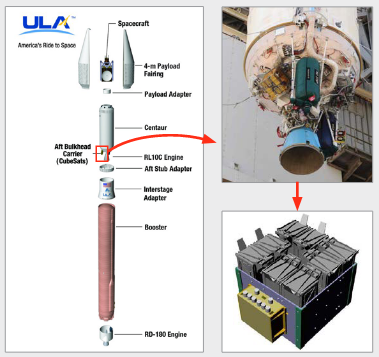 ULA
America's Ride to Space
Spacecraft
4-m Payload
Fairing
Payload Adapter
Centaur
Aft Bulkhead
Carrier
(CubeSats)
RL10C Engine
Aft Stub Adapter
Interstage
Adapter
Booster
RD-180 Engine